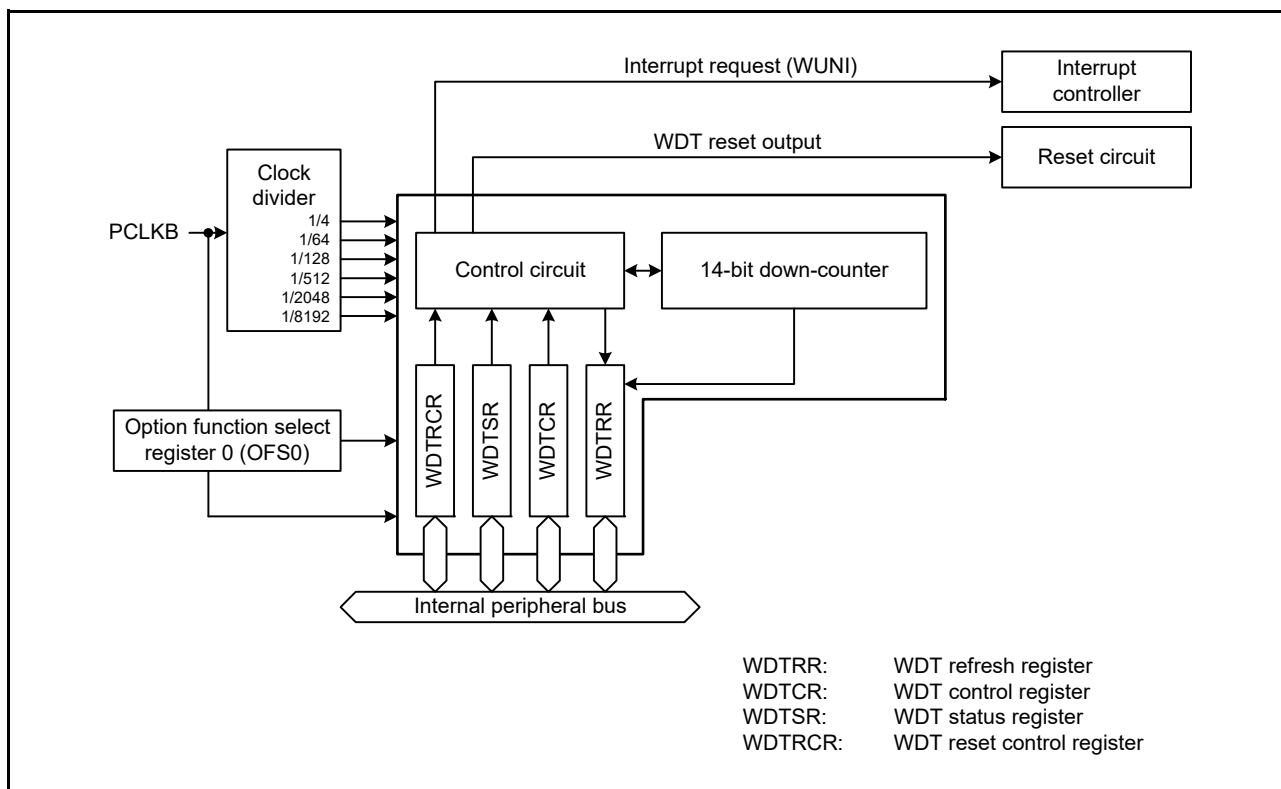 Interrupt request (WUNI)
Interrupt
controller
WDT reset output
Reset circuit
Clock
divider
1/4
1/64
1/128
1/512
1/2048
1/8192
PCLKB
Control circuit
14-bit down-counter
Option function select
register 0 (OFS0)
WDTRCR
WDTSR
WDTCR
WDTRR
Internal peripheral bus
WDTRR: WDT refresh register
WDTCR: WDT control register
WDTSR: WDT status register
WDTRCR: WDT reset control register